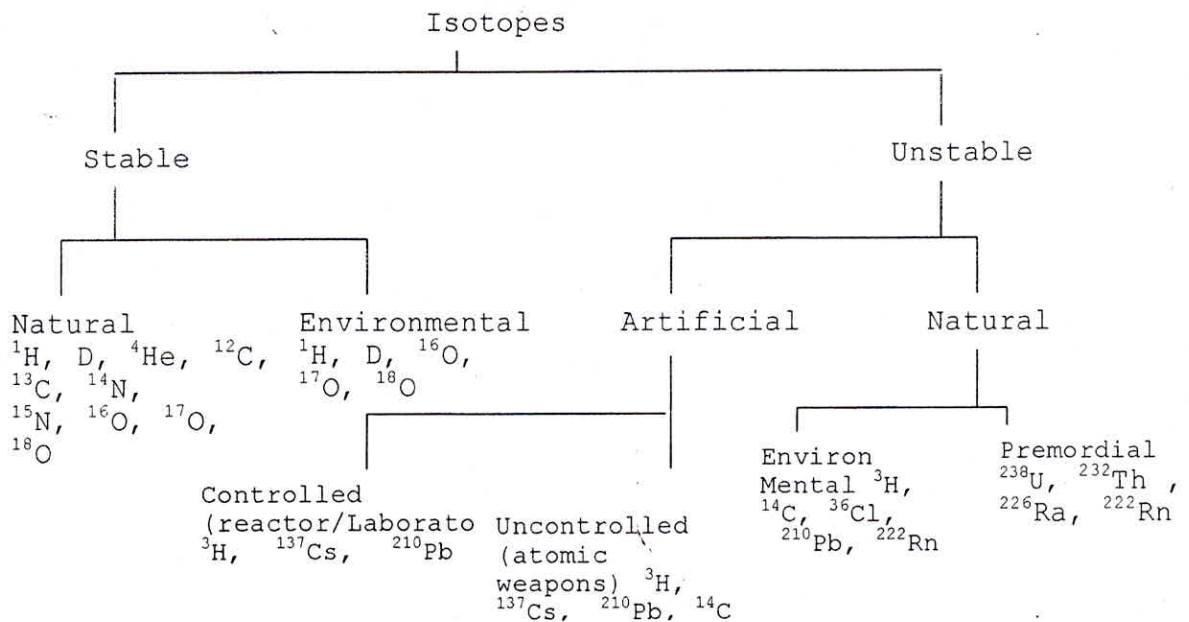 Isotopes
Stable
Unstable
Natural
¹H, D, ⁴He, ¹²C,
¹³C, ¹⁴N,
¹⁵N, ¹⁶O, ¹⁷O,
¹⁸O
Environmental
¹H, D, ¹⁶O,
¹⁷O, ¹⁸O
Artificial
Natural
Controlled
(reactor/Laborato
³H, ¹³⁷Cs, ²¹⁰Pb
Uncontrolled
(atomic
weapons) ³H,
¹³⁷Cs, ²¹⁰Pb, ¹⁴C
Environ
Mental ³H,
¹⁴C, ³⁶Cl,
²¹⁰Pb, ²²²Rn
Premordial
²³⁸U, ²³²Th ,
²²⁶Ra, ²²²Rn